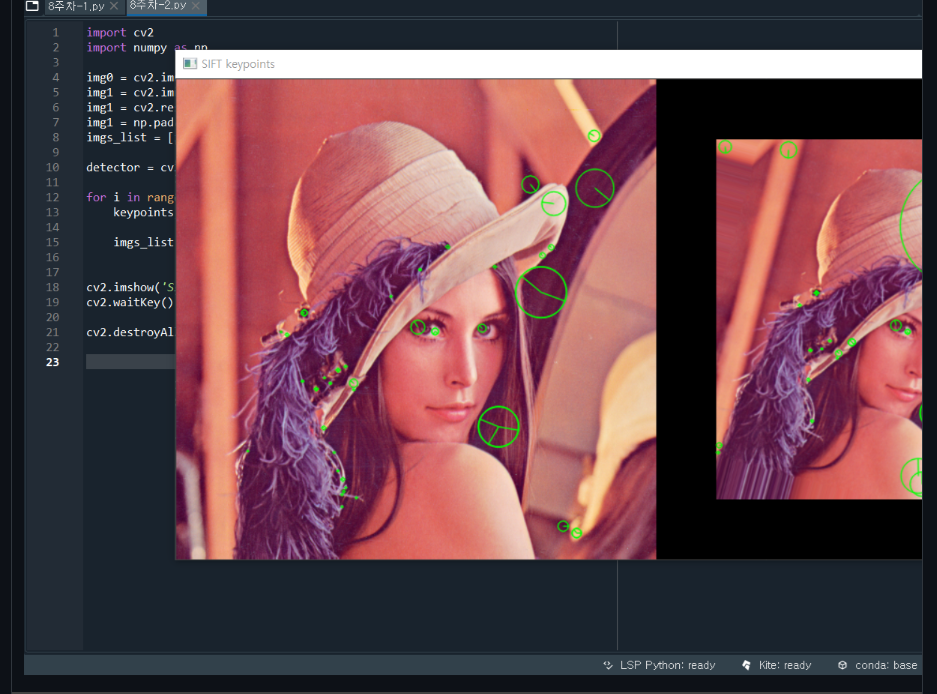 8주차-1.py
8주차-2.py
1 import cv2
2 import numpy as np
3
4 img0 = cv2.im
5 img1 = cv2.im
6 img1 = cv2.re
7 img1 = np.pad
8 imgs_list = [
9
10 detector = cv
11
12 for i in rang
13 keypoints
14
15 imgs_list
16
17
18 cv2.imshow('S
19 cv2.waitKey()
20
21 cv2.destroyAl
22
23
SIFT keypoints
LSP Python: ready Kite: ready conda: base